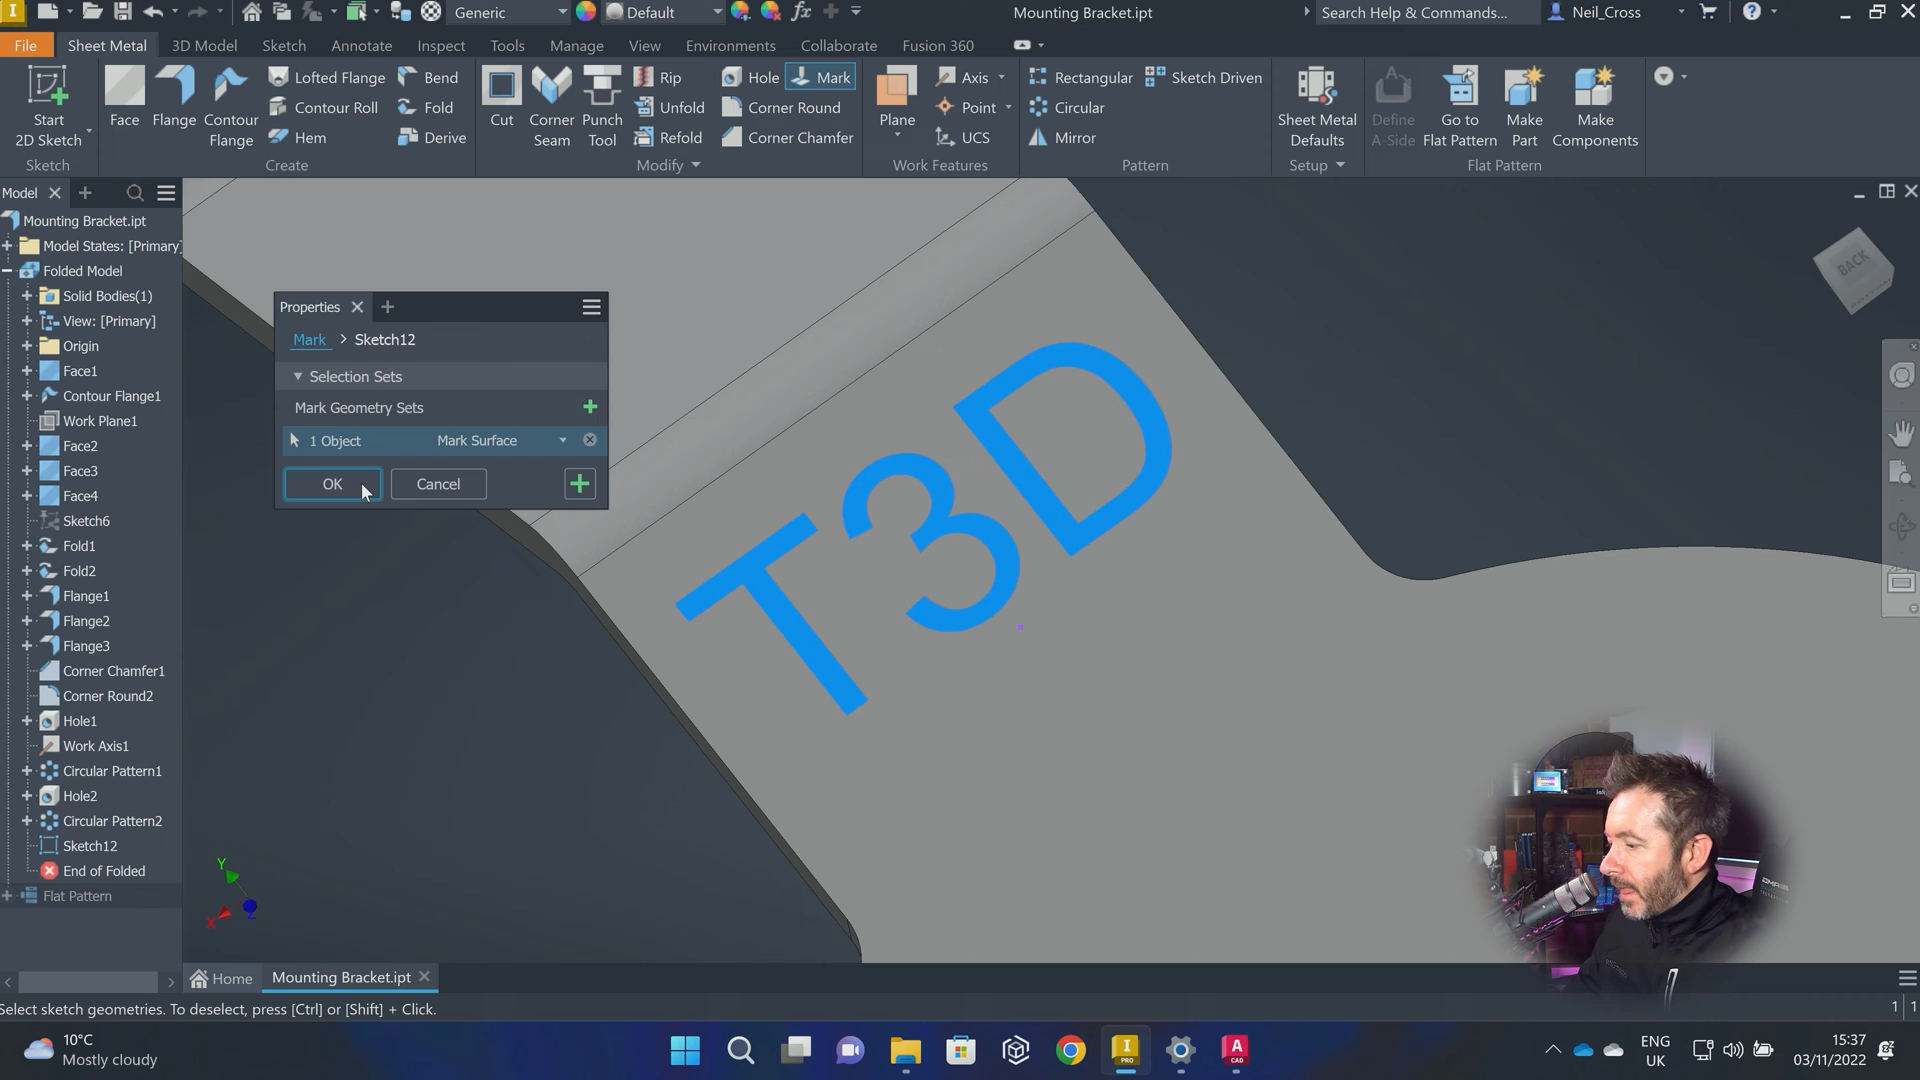 I
Generic
Default
fx
Mounting Bracket.ipt
Search Help & Commands...
Neil_Cross
File
Sheet Metal
3D Model
Sketch
Annotate
Inspect
Tools
Manage
View
Environments
Collaborate
Fusion 360
Start
2D Sketch
Sketch
Face
Flange
Contour
Flange
Lofted Flange
Contour Roll
Hem
Bend
Fold
Derive
Create
Cut
Corner
Seam
Punch
Tool
Rip
Unfold
Refold
Hole
Mark
Corner Round
Corner Chamfer
Modify
Plane
Axis
Point
UCS
Work Features
Rectangular
Sketch Driven
Circular
Mirror
Pattern
Sheet Metal
Defaults
Setup
Define
A-Side
Go to
Flat Pattern
Make
Part
Make
Components
Flat Pattern
Model
Mounting Bracket.ipt
Model States: [Primary]
Folded Model
Solid Bodies(1)
View: [Primary]
Origin
Face1
Contour Flange1
Work Plane1
Face2
Face3
Face4
Sketch6
Fold1
Fold2
Flange1
Flange2
Flange3
Corner Chamfer1
Corner Round2
Hole1
Work Axis1
Circular Pattern1
Hole2
Circular Pattern2
Sketch12
End of Folded
Flat Pattern
Properties
Mark > Sketch12
Selection Sets
Mark Geometry Sets
1 Object
Mark Surface
OK
Cancel
T3D
BACK
Y
X
Z
Home
Mounting Bracket.ipt
Select sketch geometries. To deselect, press [Ctrl] or [Shift] + Click.
1
1
10°C
Mostly cloudy
I
PRO
A
CAD
ENG
UK
15:37
03/11/2022